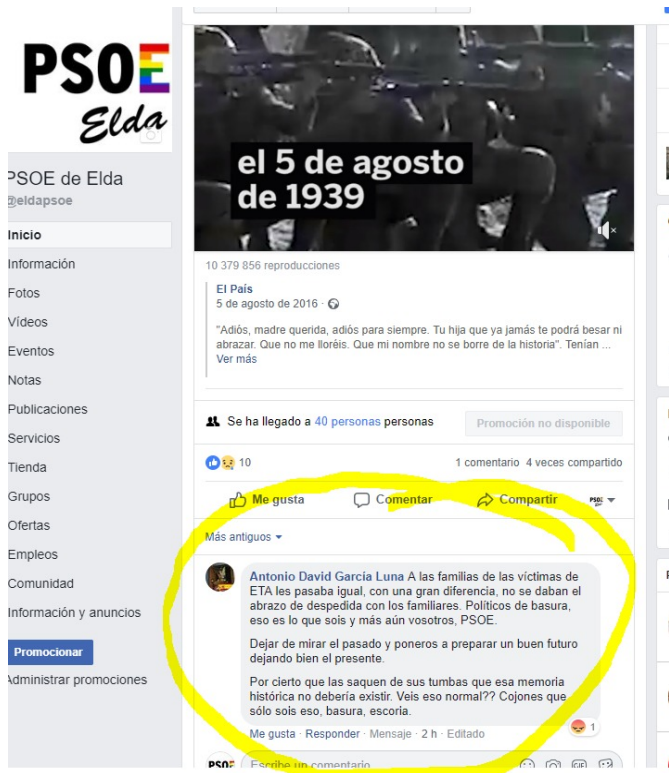 PSOE
Elda
PSOE de Elda
@eldapsoe
Inicio
Información
Fotos
Vídeos
Eventos
Notas
Publicaciones
Servicios
Tienda
Grupos
Ofertas
Empleos
Comunidad
Información y anuncios
Promocionar
Administrar promociones
el 5 de agosto
de 1939
10 379 856 reproducciones
El País
5 de agosto de 2016 ·
"Adiós, madre querida, adiós para siempre. Tu hija que ya jamás te podrá besar ni
abrazar. Que no me lloréis. Que mi nombre no se borre de la historia". Tenían ...
Ver más
Se ha llegado a 40 personas personas
Promoción no disponible
10
1 comentario 4 veces compartido
Me gusta
Comentar
Compartir
PSOE
Más antiguos
Antonio David Garcia Luna A las familias de las víctimas de
ETA les pasaba igual, con una gran diferencia, no se daban el
abrazo de despedida con los familiares. Políticos de basura,
eso es lo que sois y más aún vosotros, PSOE.
Dejar de mirar el pasado y poneros a preparar un buen futuro
dejando bien el presente.
Por cierto que las saquen de sus tumbas que esa memoria
histórica no debería existir. Veis eso normal?? Cojones que
sólo sois eso, basura, escoria.
1
Me gusta · Responder · Mensaje · 2 h · Editado
PSOE
Escribe un comentario
GIF